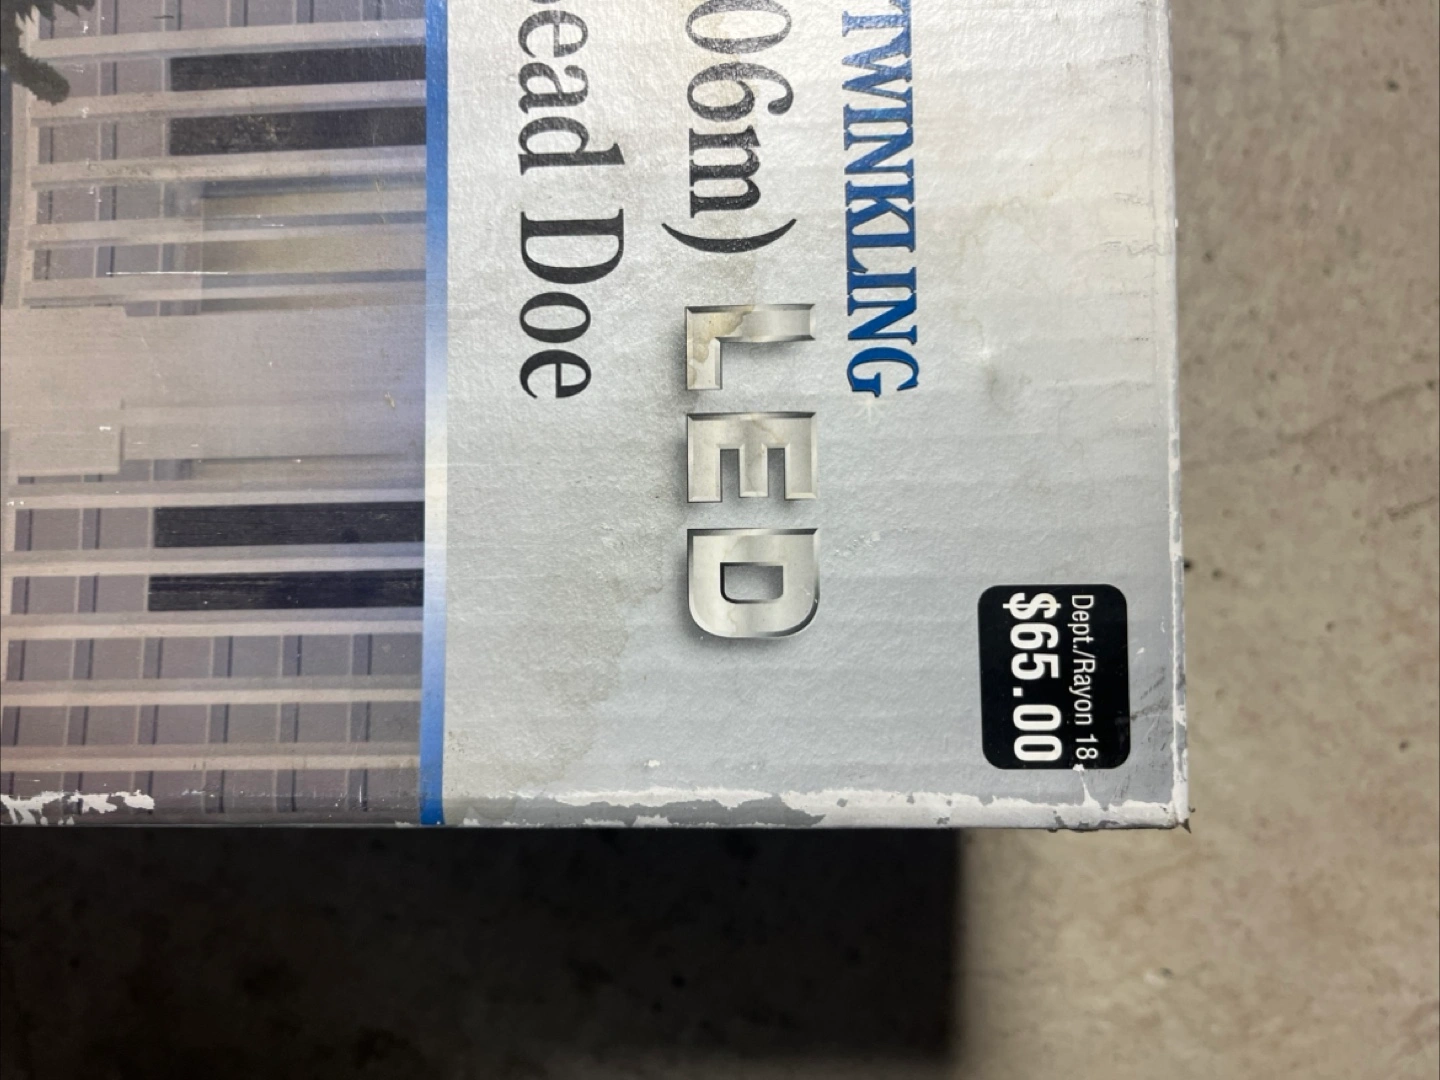 TWINKLING
06m) LED
ead Doe
Dept./Rayon 18
$65.00